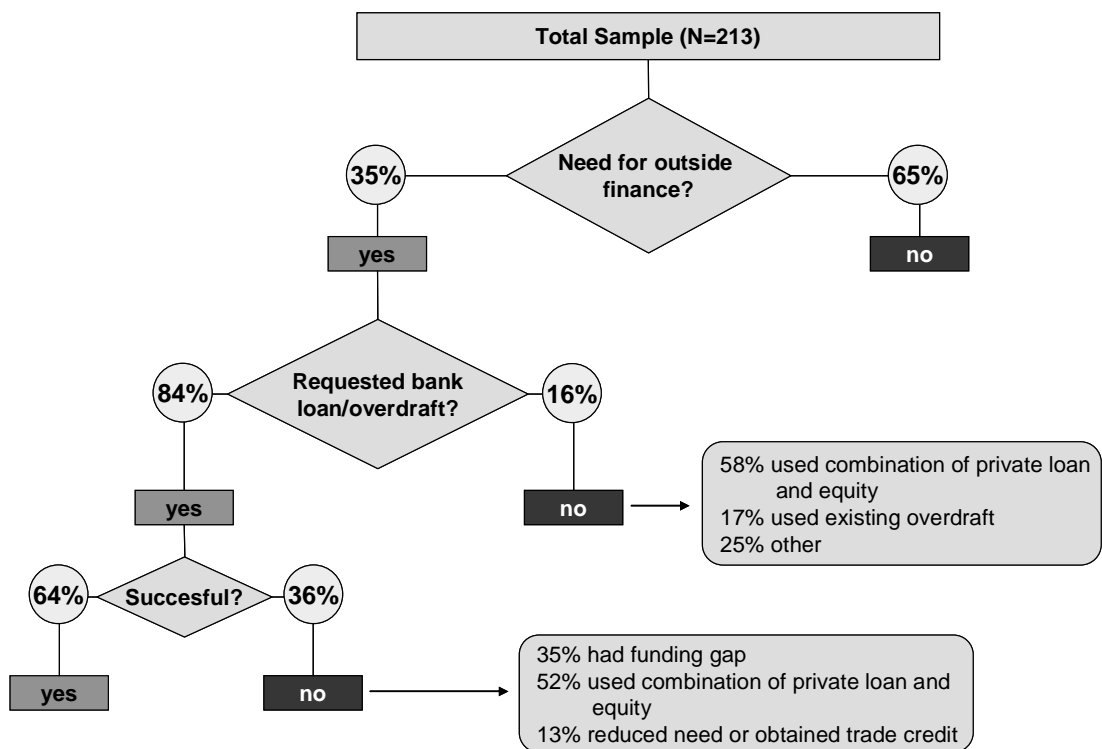 Total Sample (N=213)
Need for outside
finance?
35%
65%
yes
no
Requested bank
loan/overdraft?
84%
16%
yes
no
58% used combination of private loan
and equity
17% used existing overdraft
25% other
Succesful?
64%
36%
yes
no
35% had funding gap
52% used combination of private loan and
equity
13% reduced need or obtained trade credit